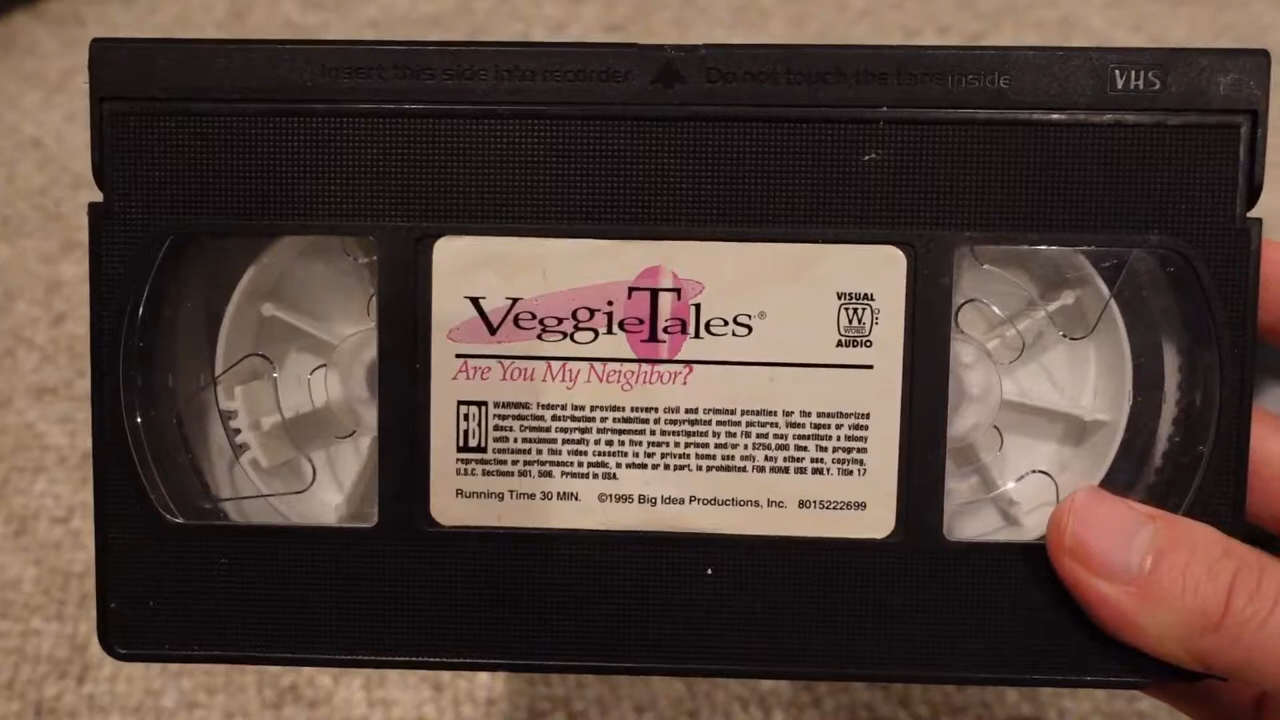 Insert this side into recorder Do not touch the tape inside VHS
VeggieTales®
VISUAL
W.
WORD
AUDIO
Are You My Neighbor?
FBI
WARNING: Federal law provides severe civil and criminal penalties for the unauthorized
reproduction, distribution or exhibition of copyrighted motion pictures, video tapes or video
discs. Criminal copyright infringement is investigated by the FBI and may constitute a felony
with a maximum penalty of up to five years in prison and/or a $250,000 fine. The program
contained in this video cassette is for private home use only. Any other use, copying,
reproduction or performance in public, in whole or in part, is prohibited. FOR HOME USE ONLY. Title 17
U.S.C. Sections 501, 506. Printed in USA.
Running Time 30 MIN. ©1995 Big Idea Productions, Inc. 8015222699